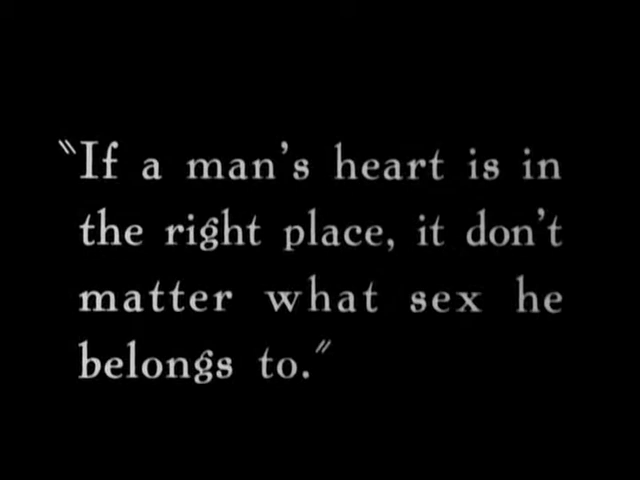 "If a man's heart is in
the right place, it don't
matter what sex he
belongs to."